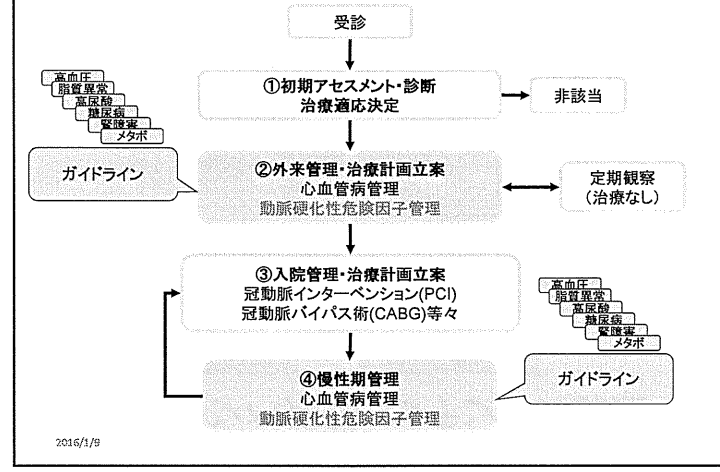 受診
①初期アセスメント・診断
治療適応決定
非該当
高血圧
脂質異常
高尿酸
糖尿病
腎障害
メタボ
ガイドライン
②外来管理・治療計画立案
心血管病管理
動脈硬化性危険因子管理
定期観察
(治療なし)
③入院管理・治療計画立案
冠動脈インターベンション(PCI)
冠動脈バイパス術(CABG)等々
高血圧
脂質異常
高尿酸
糖尿病
腎障害
メタボ
ガイドライン
④慢性期管理
心血管病管理
動脈硬化性危険因子管理
2016/1/9